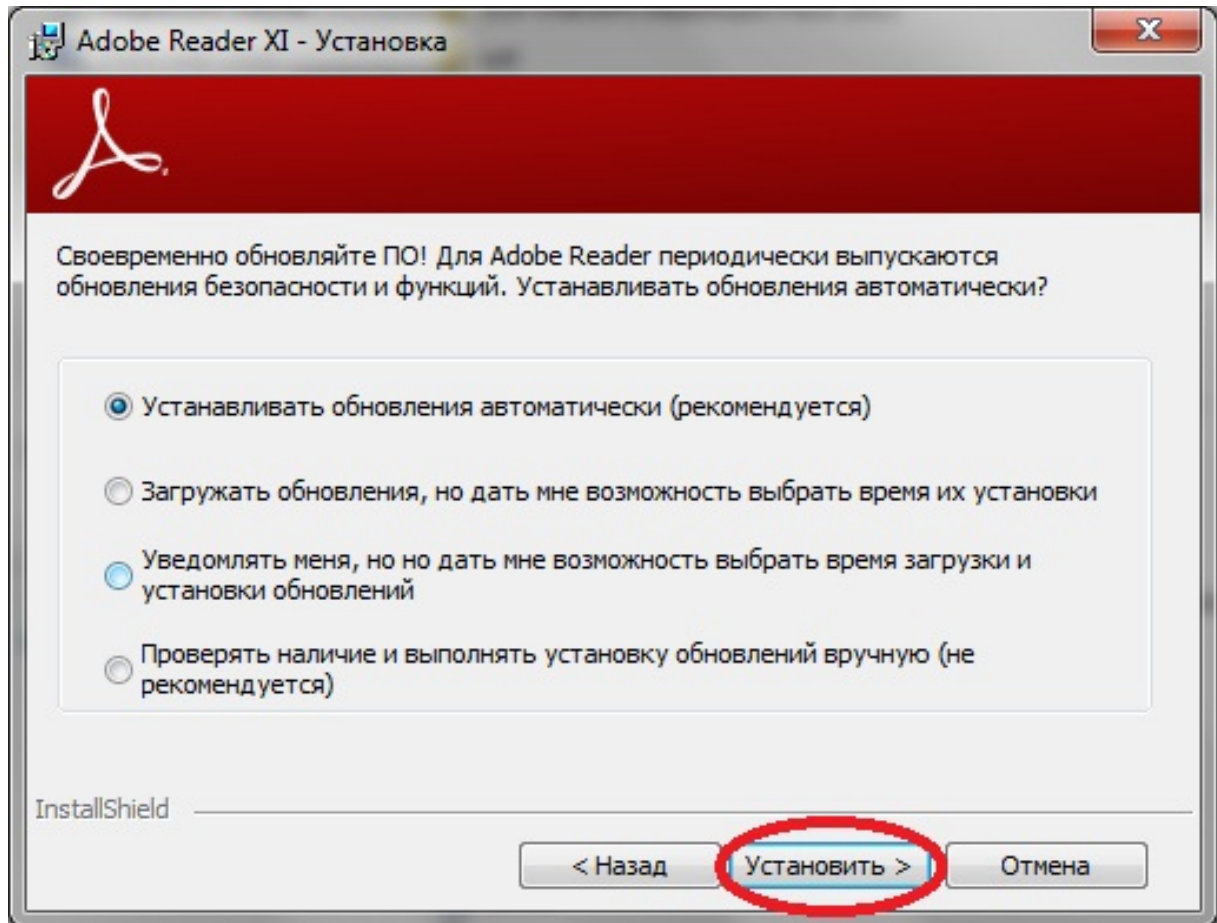 Adobe Reader XI - Установка
Своевременно обновляйте ПО! Для Adobe Reader периодически выпускаются
обновления безопасности и функций. Устанавливать обновления автоматически?
Устанавливать обновления автоматически (рекомендуется)
Загружать обновления, но дать мне возможность выбрать время их установки
Уведомлять меня, но но дать мне возможность выбрать время загрузки и
установки обновлений
Проверять наличие и выполнять установку обновлений вручную (не
рекомендуется)
InstallShield
< Назад Установить > Отмена